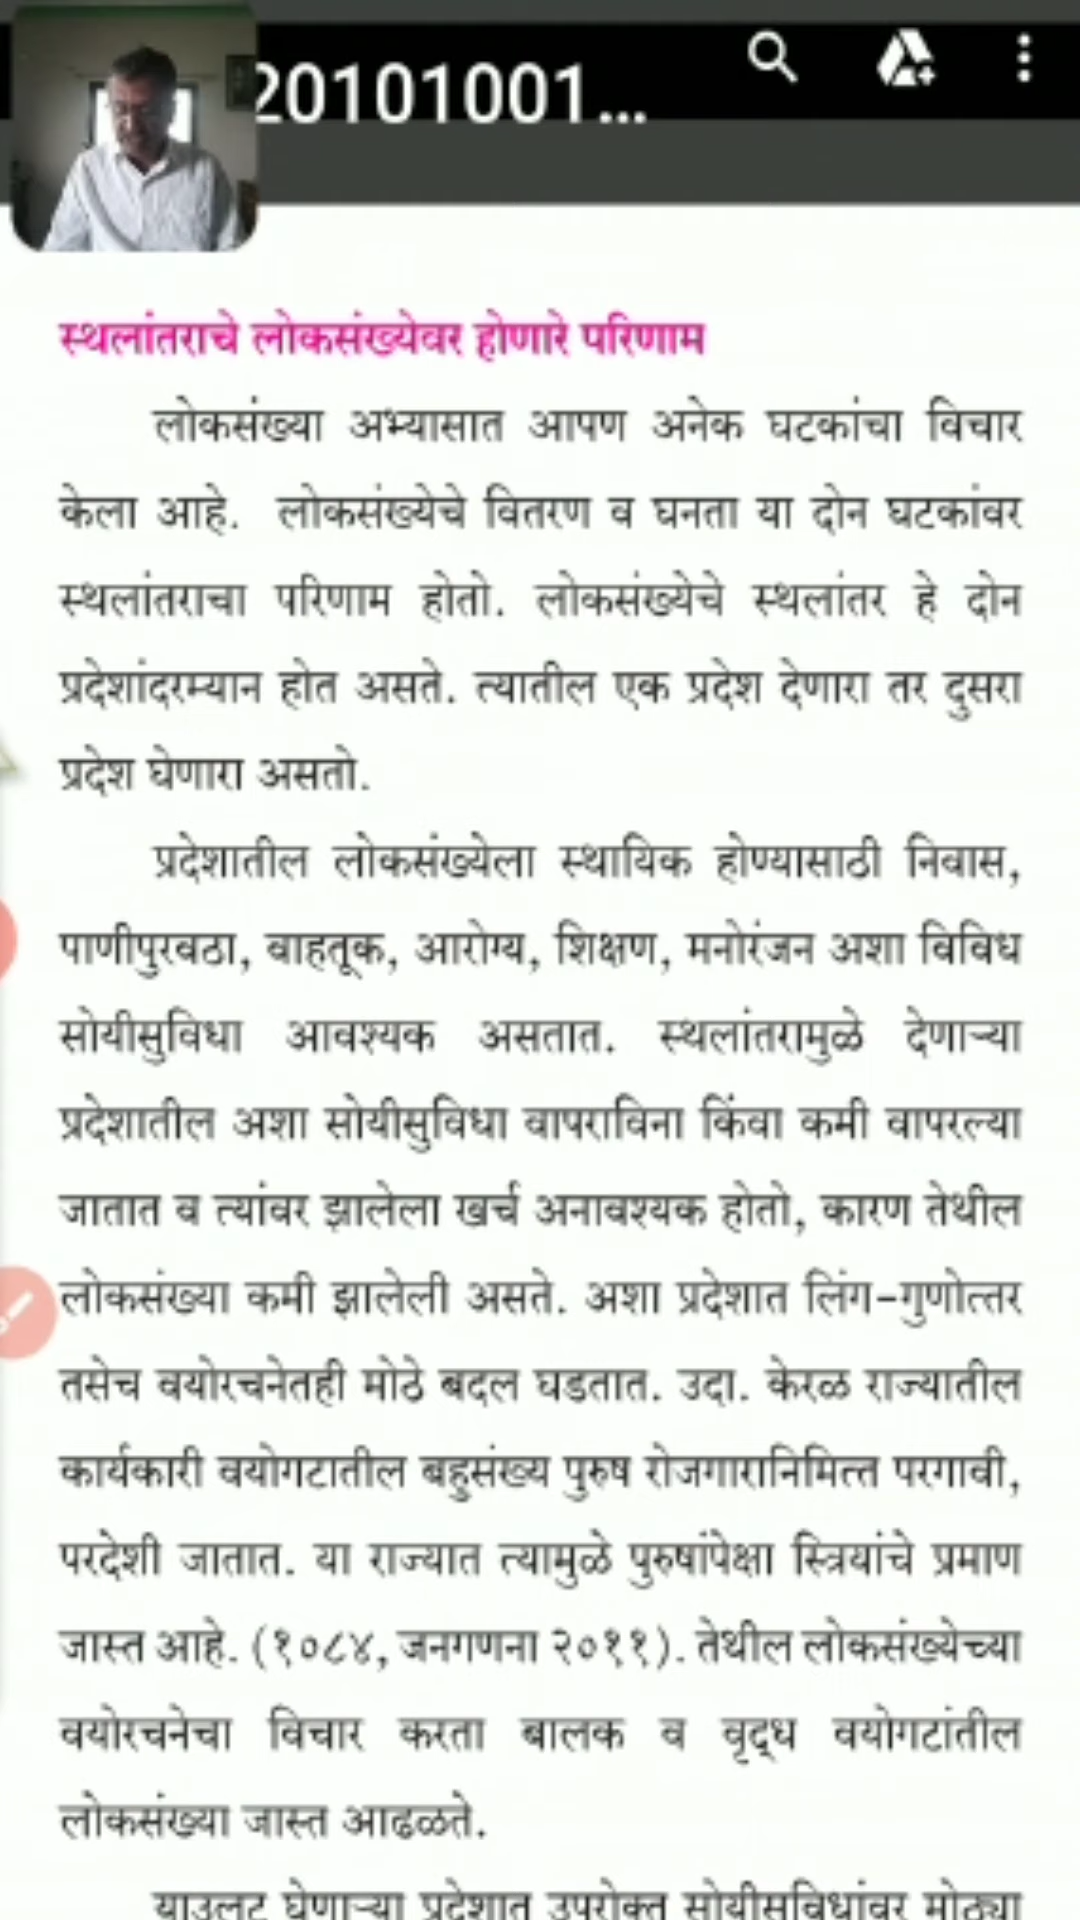 20101001...
स्थलांतराचे लोकसंख्येवर होणारे परिणाम
लोकसंख्या अभ्यासात आपण अनेक घटकांचा विचार
केला आहे. लोकसंख्येचे वितरण व घनता या दोन घटकांवर
स्थलांतराचा परिणाम होतो. लोकसंख्येचे स्थलांतर हे दोन
प्रदेशांदरम्यान होत असते. त्यातील एक प्रदेश देणारा तर दुसरा
प्रदेश घेणारा असतो.
प्रदेशातील लोकसंख्येला स्थायिक होण्यासाठी निवास,
पाणीपुरवठा, वाहतूक, आरोग्य, शिक्षण, मनोरंजन अशा विविध
सोयीसुविधा आवश्यक असतात. स्थलांतरामुळे देणाऱ्या
प्रदेशातील अशा सोयीसुविधा वापराविना किंवा कमी वापरल्या
जातात व त्यांवर झालेला खर्च अनावश्यक होतो, कारण तेथील
लोकसंख्या कमी झालेली असते. अशा प्रदेशात लिंग-गुणोत्तर
तसेच वयोरचनेतही मोठे बदल घडतात. उदा. केरळ राज्यातील
कार्यकारी वयोगटातील बहुसंख्य पुरुष रोजगारानिमित्त परगावी,
परदेशी जातात. या राज्यात त्यामुळे पुरुषांपेक्षा स्त्रियांचे प्रमाण
जास्त आहे. (१०८४, जनगणना २०११). तेथील लोकसंख्येच्या
वयोरचनेचा विचार करता बालक व वृद्ध वयोगटांतील
लोकसंख्या जास्त आढळते.
याउलट घेणाऱ्या प्रदेशात उपरोक्त सोयीसुविधांवर मोठ्या